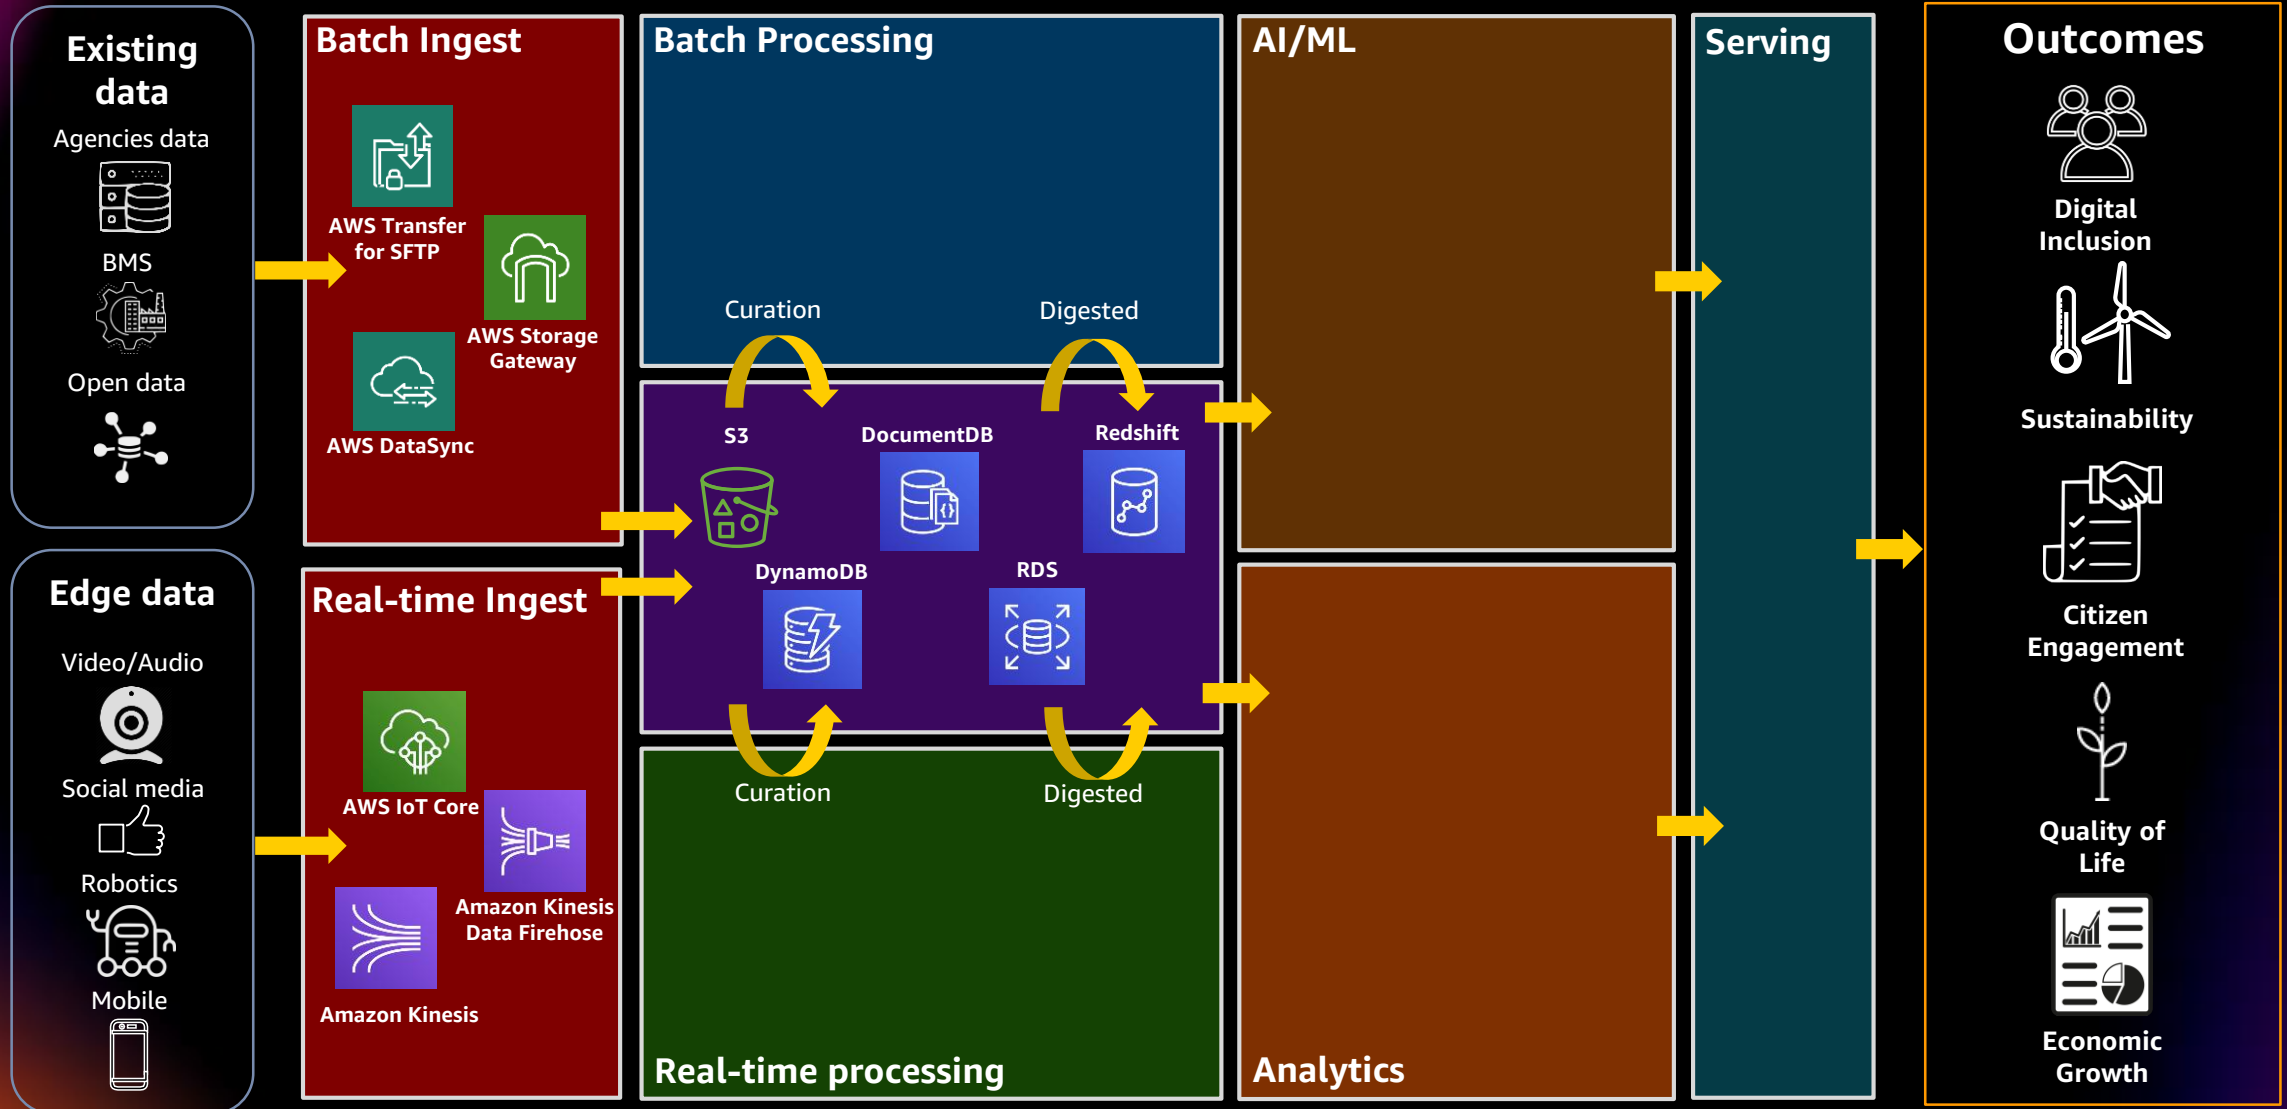 Existing
data
Agencies data
BMS
Open data
Edge data
Video/Audio
Social media
Robotics
Mobile
Batch Ingest
AWS Transfer
for SFTP
AWS Storage
Gateway
AWS DataSync
Real-time Ingest
AWS IoT Core
Amazon Kinesis
Data Firehose
Amazon Kinesis
Batch Processing
Curation
Digested
S3
DocumentDB
Redshift
DynamoDB
RDS
Curation
Digested
Real-time processing
AI/ML
Analytics
Serving
Outcomes
Digital
Inclusion
Sustainability
Citizen
Engagement
Quality of
Life
Economic
Growth